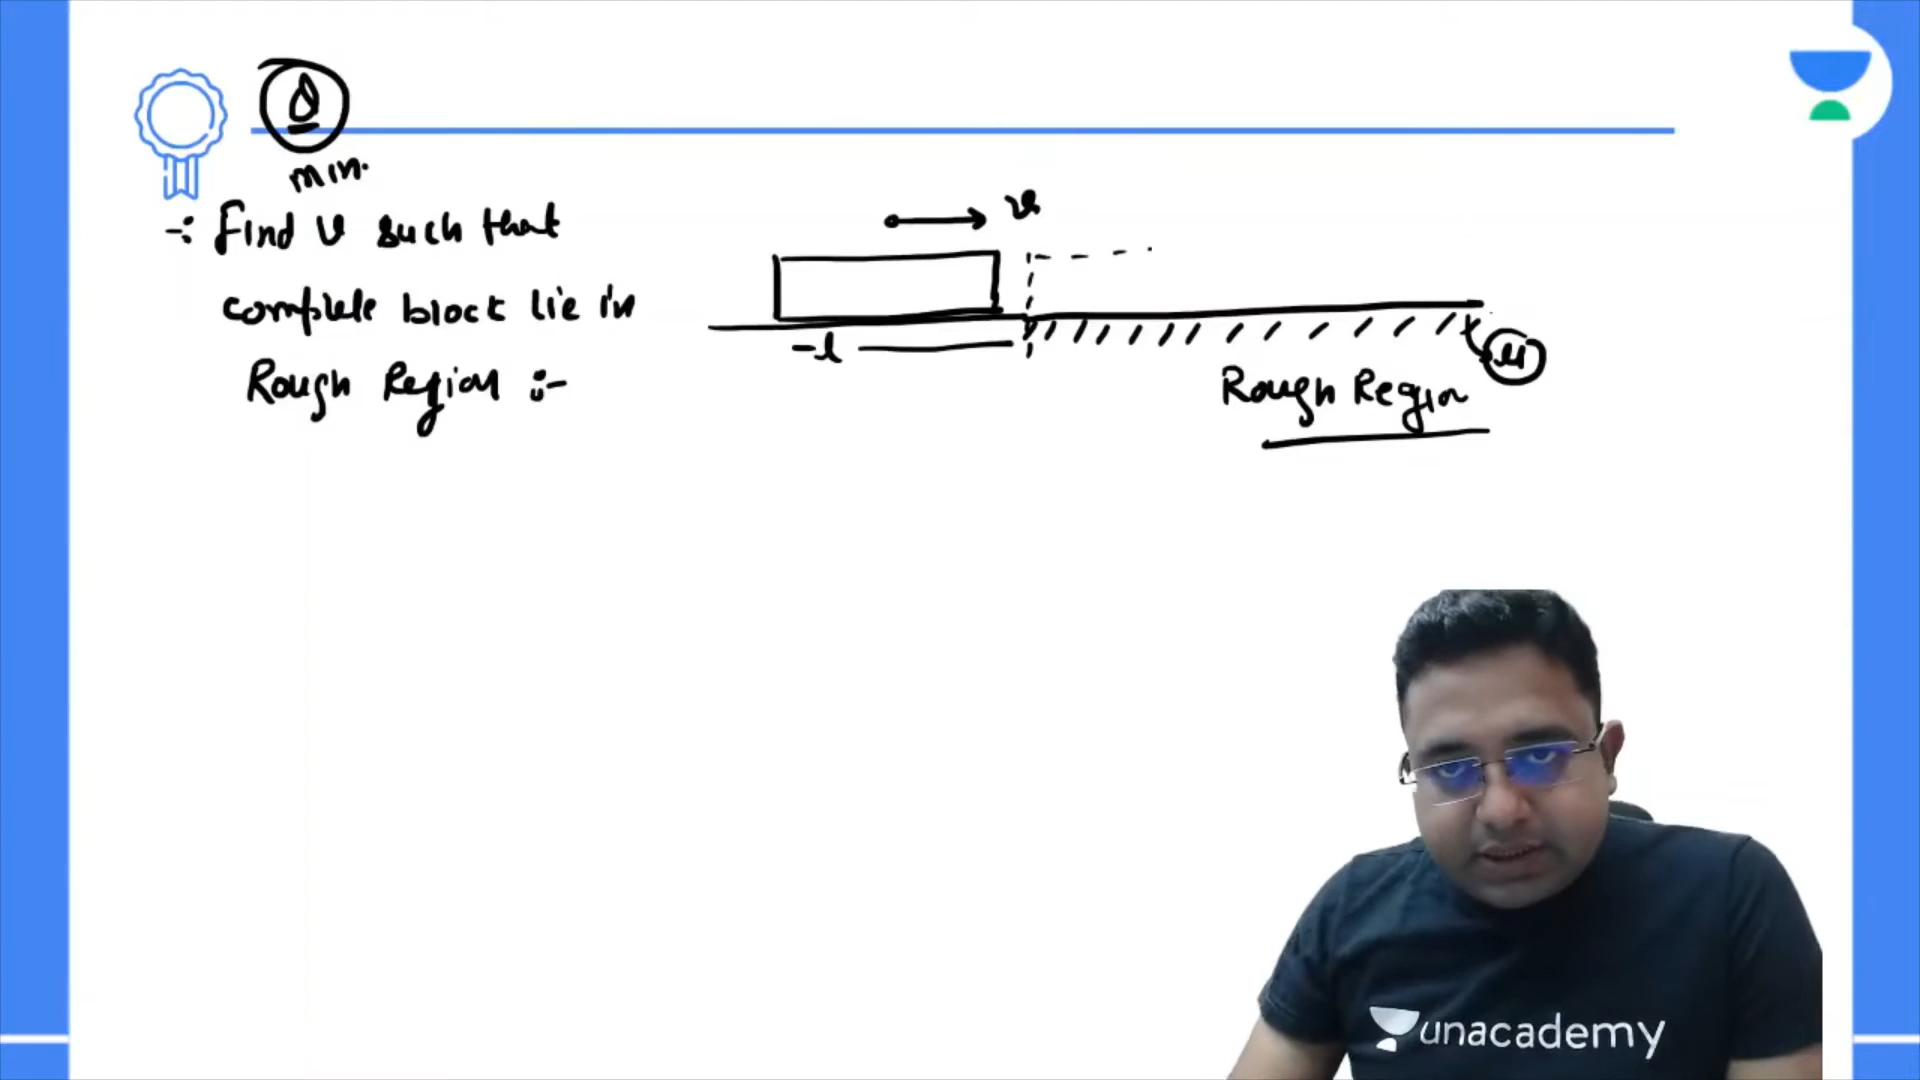 min.
-: Find v such that
complete block lie in
Rough Region :-
v
-l
μ
Rough Region
unacademy